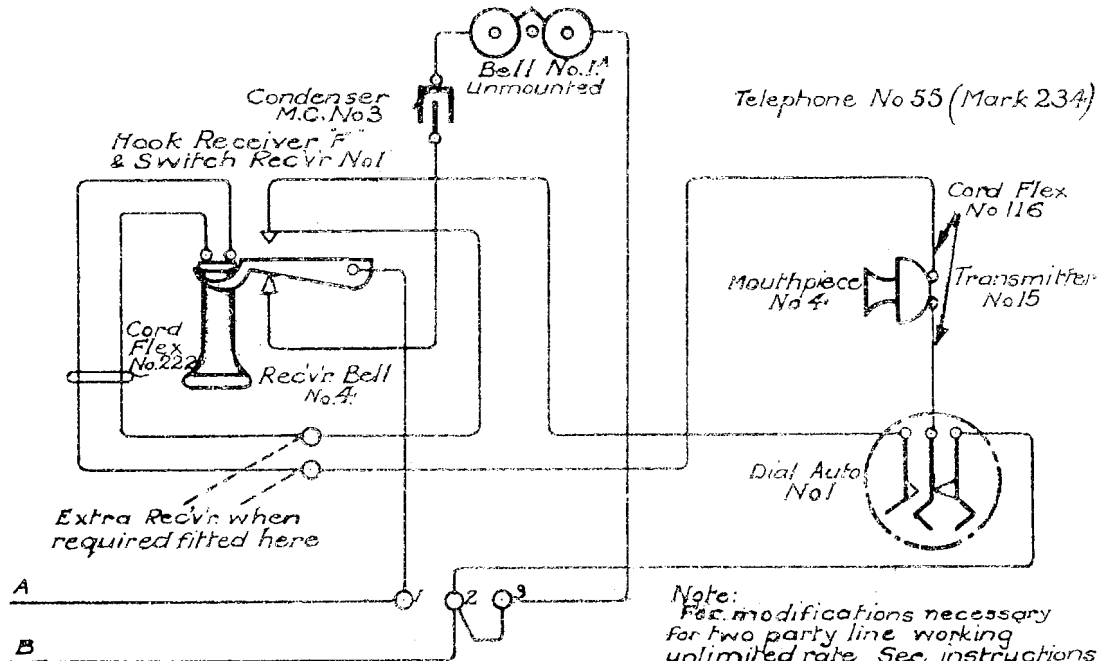 Bell No.1A
Unmounted
Condenser
M.C. No3
Telephone No 55 (Mark 234)
Hook Receiver "F"
& Switch Recv'r No1
Cord Flex
No 116
Mouthpiece
No 4
Transmitter
No 15
Cord
Flex
No.222
Recv'r Bell
No.4
Dial Auto
No1
Extra Recv'r when
required fitted here
A
1
2
3
B
Note:
For modifications necessary
for two party line working
unlimited rate See instructions